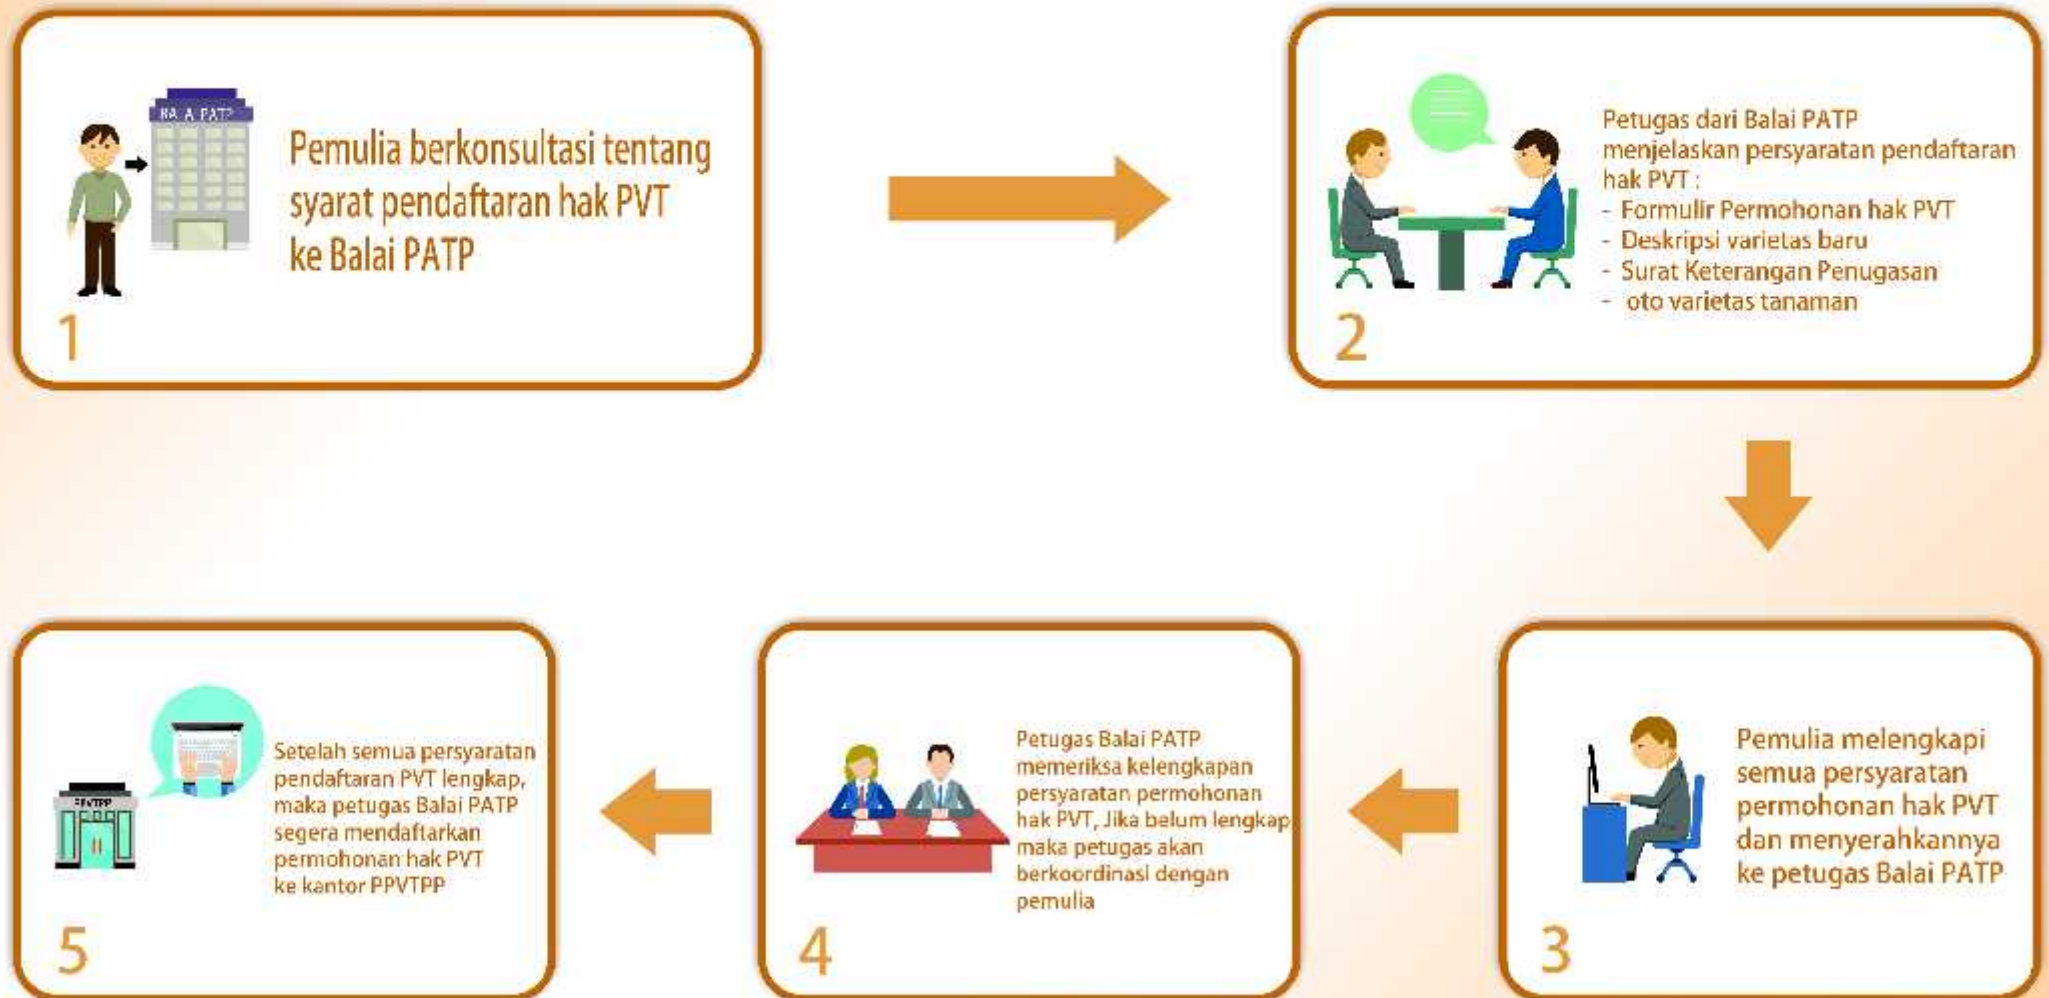 BALAI PATP
Pemulia berkonsultasi tentang
syarat pendaftaran hak PVT
ke Balai PATP
1
Petugas dari Balai PATP
menjelaskan persyaratan pendaftaran
hak PVT :
- Formulir Permohonan hak PVT
- Deskripsi varietas baru
- Surat Keterangan Penugasan
- oto varietas tanaman
2
Pemulia melengkapi
semua persyaratan
permohonan hak PVT
dan menyerahkannya
ke petugas Balai PATP
3
Petugas Balai PATP
memeriksa kelengkapan
persyaratan permohonan
hak PVT, Jika belum lengkap
maka petugas akan
berkoordinasi dengan
pemulia
4
PPVTPP
Setelah semua persyaratan
pendaftaran PVT lengkap,
maka petugas Balai PATP
segera mendaftarkan
permohonan hak PVT
ke kantor PPVTPP
5